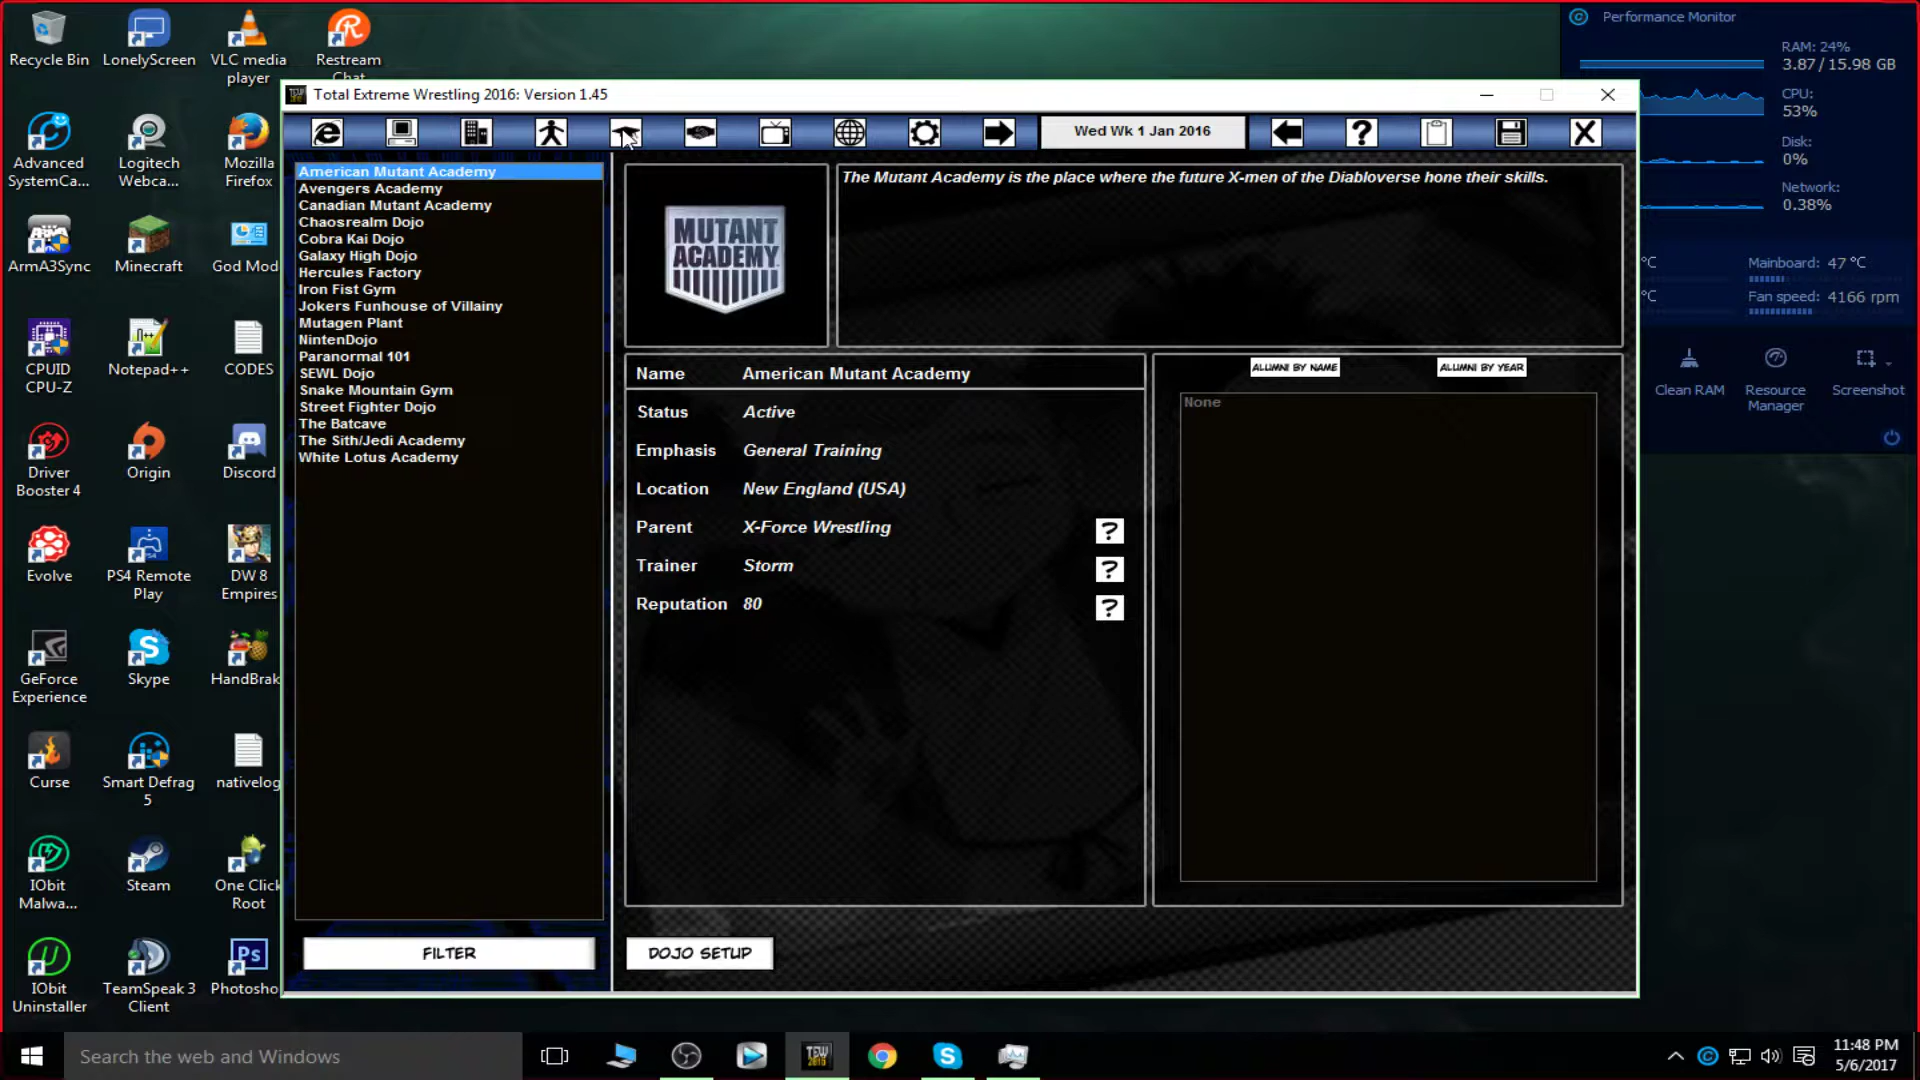 Recycle Bin
LonelyScreen
VLC media
player
Restream
Chat
Advanced
SystemCa...
Logitech
Webca...
Mozilla
Firefox
ArmA3Sync
Minecraft
God Mod
CPUID
CPU-Z
Notepad++
CODES
Driver
Booster 4
Origin
Discord
Evolve
PS4 Remote
Play
DW 8
Empires
GeForce
Experience
Skype
HandBrak
Curse
Smart Defrag
5
nativelog
IObit
Malwa...
Steam
One Click
Root
IObit
Uninstaller
TeamSpeak 3
Client
Photosho
Total Extreme Wrestling 2016: Version 1.45
Wed Wk 1 Jan 2016
American Mutant Academy
Avengers Academy
Canadian Mutant Academy
Chaosrealm Dojo
Cobra Kai Dojo
Galaxy High Dojo
Hercules Factory
Iron Fist Gym
Jokers Funhouse of Villainy
Mutagen Plant
NintenDojo
Paranormal 101
SEWL Dojo
Snake Mountain Gym
Street Fighter Dojo
The Batcave
The Sith/Jedi Academy
White Lotus Academy
FILTER
MUTANT
ACADEMY
The Mutant Academy is the place where the future X-men of the Diabloverse hone their skills.
Name American Mutant Academy
Status Active
Emphasis General Training
Location New England (USA)
Parent X-Force Wrestling ?
Trainer Storm ?
Reputation 80 ?
ALUMNI BY NAME
ALUMNI BY YEAR
None
DOJO SETUP
Performance Monitor
RAM: 24%
3.87 / 15.98 GB
CPU:
53%
Disk:
0%
Network:
0.38%
°C
Mainboard: 47 °C
°C
Fan speed: 4166 rpm
Clean RAM
Resource
Manager
Screenshot
Search the web and Windows
TEW
2016
11:48 PM
5/6/2017